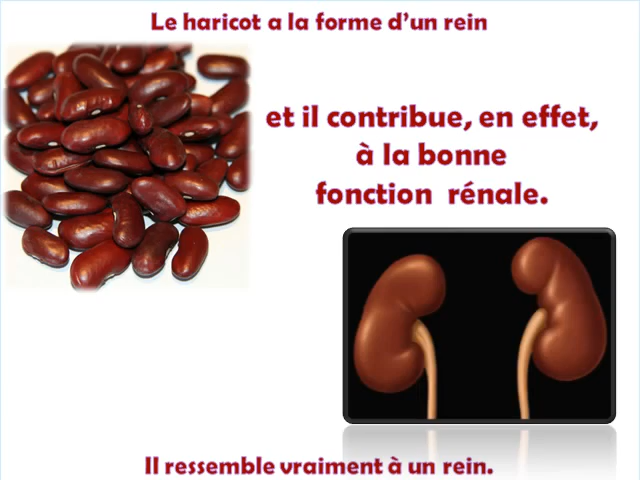 Le haricot a la forme d’un rein
et il contribue, en effet,
à la bonne
fonction rénale.
Il ressemble vraiment à un rein.